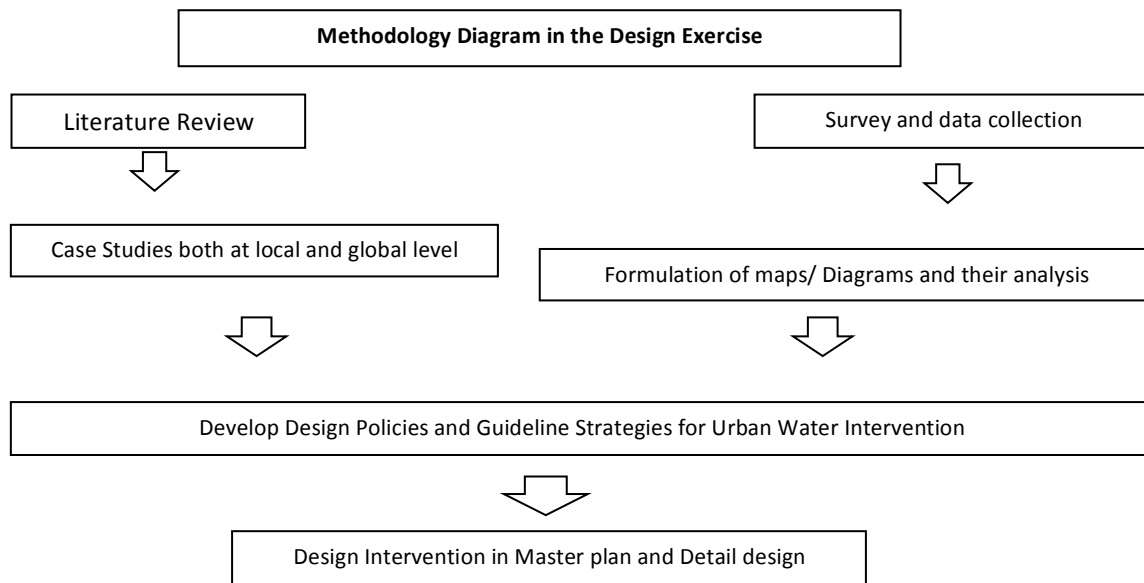 Methodology Diagram in the Design Exercise
Literature Review
Survey and data collection
Case Studies both at local and global level
Formulation of maps/ Diagrams and their analysis
Develop Design Policies and Guideline Strategies for Urban Water Intervention
Design Intervention in Master plan and Detail design